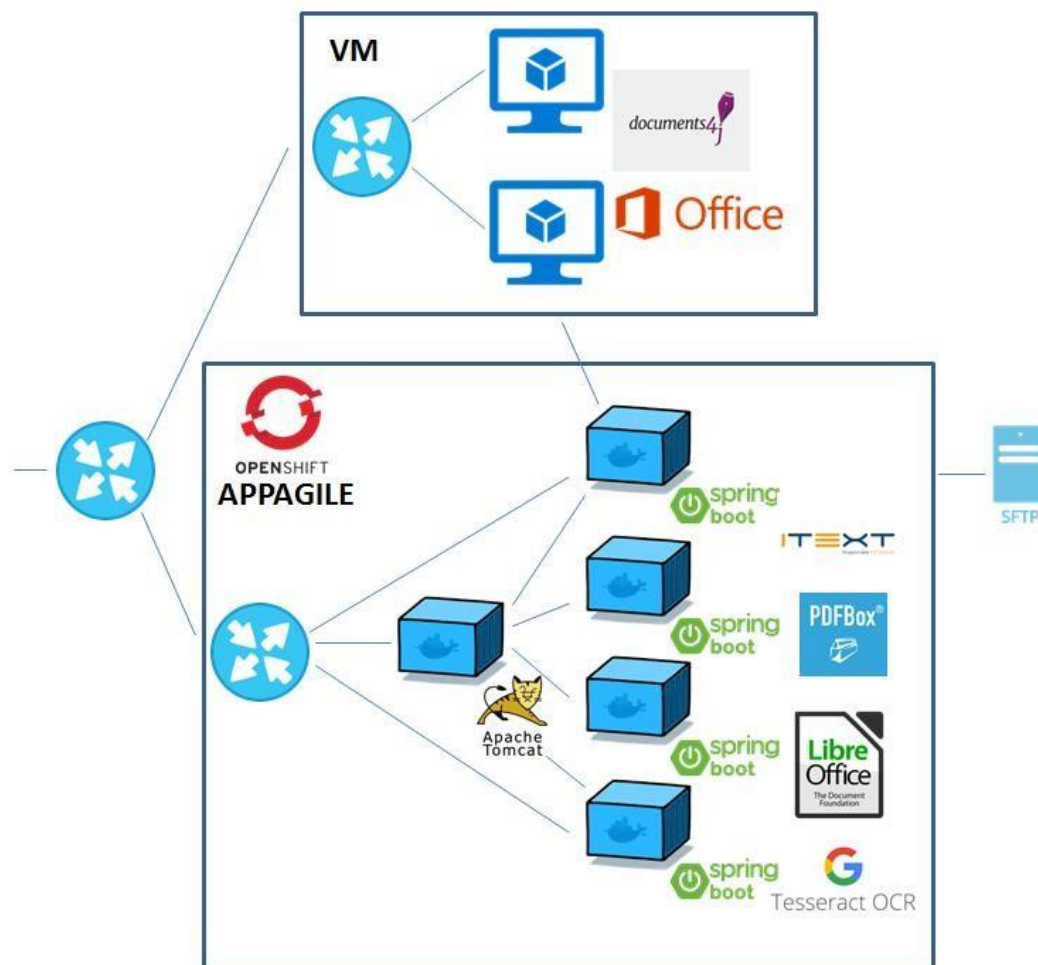 VM
documents4j
Office
OPENSHIFT
APPAGILE
spring
boot
SFTP
ITEXT
PDFBox®
spring
boot
Apache
Tomcat
spring
boot
Libre
Office
The Document
Foundation
spring
boot
G
Tesseract OCR